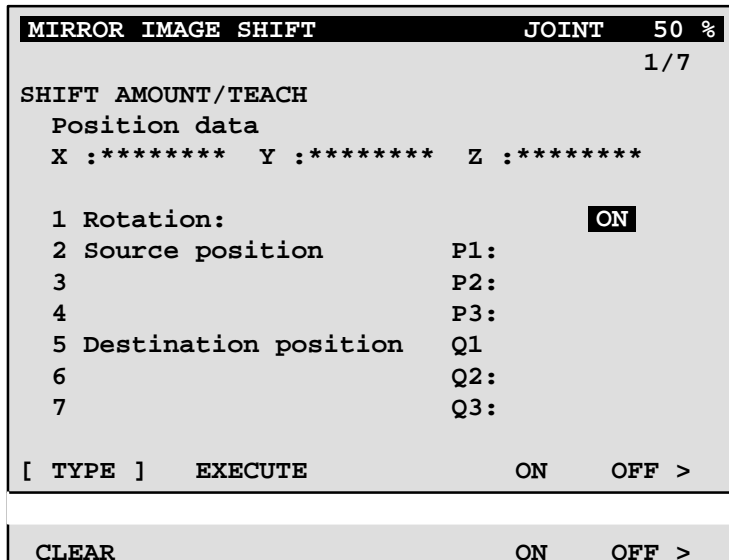 MIRROR IMAGE SHIFT JOINT 50 %
1/7
SHIFT AMOUNT/TEACH
Position data
X :******** Y :******** Z :********
1 Rotation: ON
2 Source position P1:
3 P2:
4 P3:
5 Destination position Q1
6 Q2:
7 Q3:
[ TYPE ] EXECUTE ON OFF >
CLEAR ON OFF >